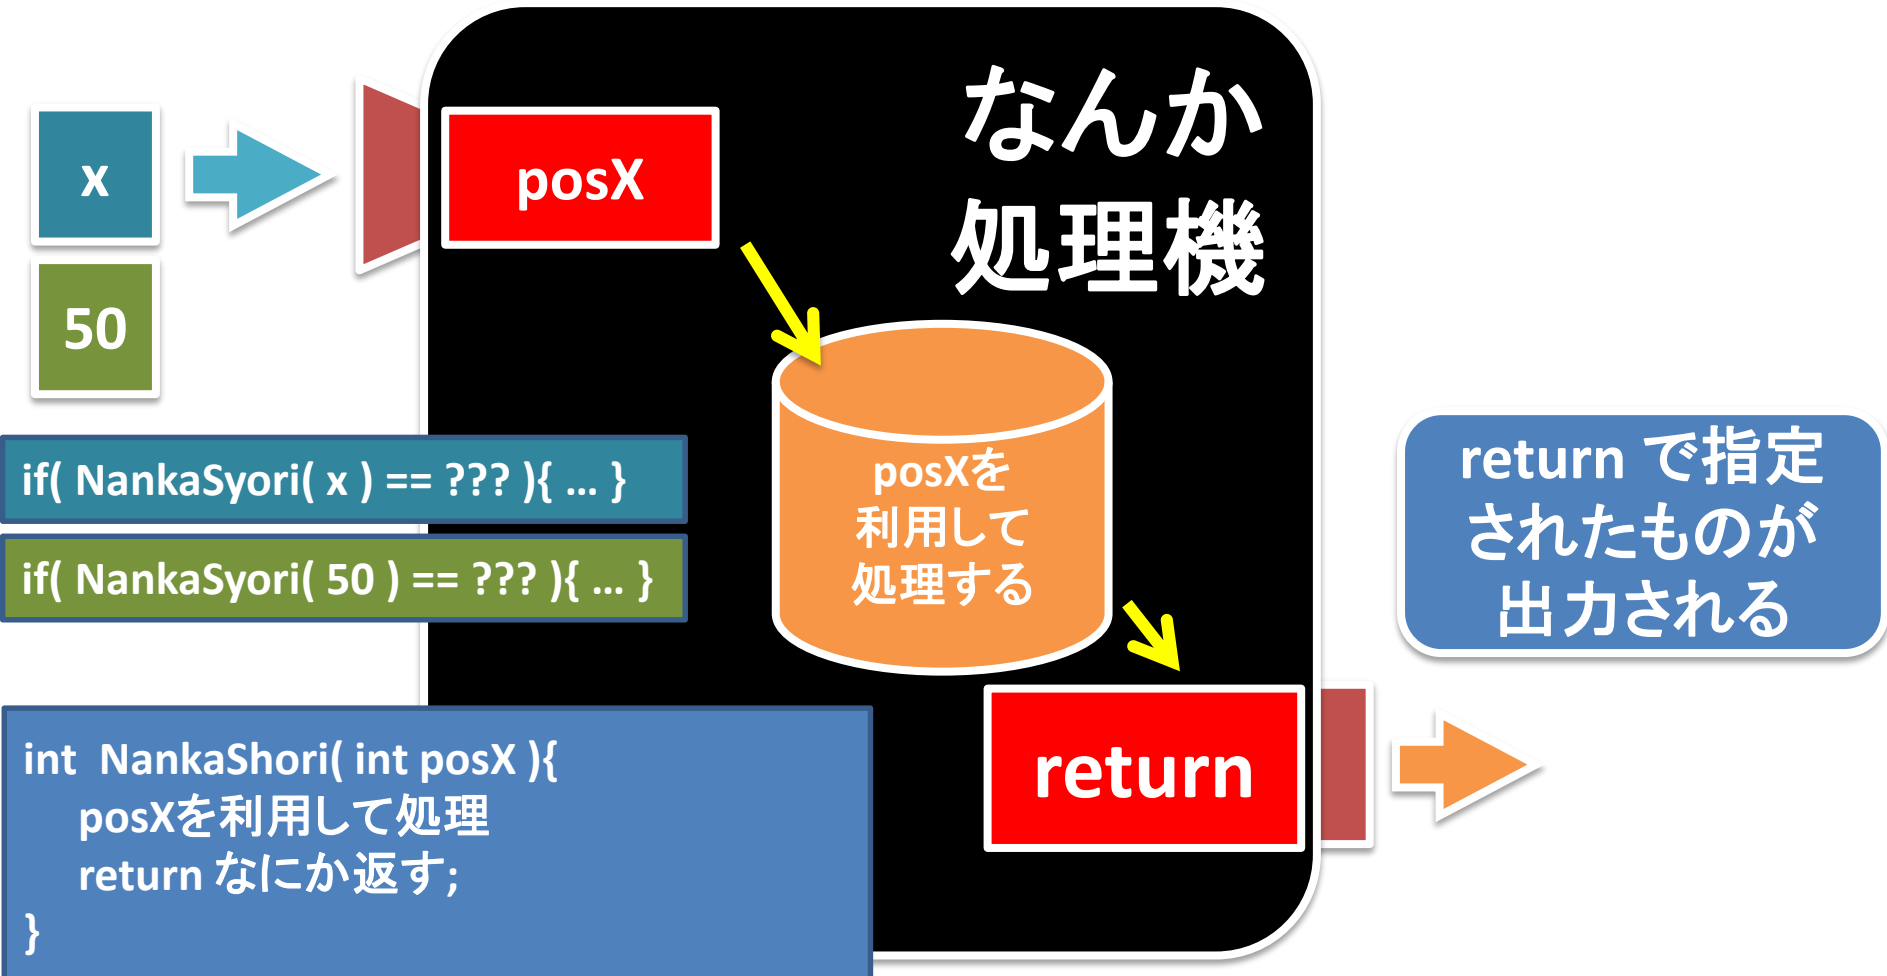 なんか
処理機
x
posX
50
if( NankaSyori( x ) == ??? ){ ... }
if( NankaSyori( 50 ) == ??? ){ ... }
posXを
利用して
処理する
return で指定
されたものが
出力される
return
int  NankaShori( int posX ){
posXを利用して処理
return なにか返す;
}